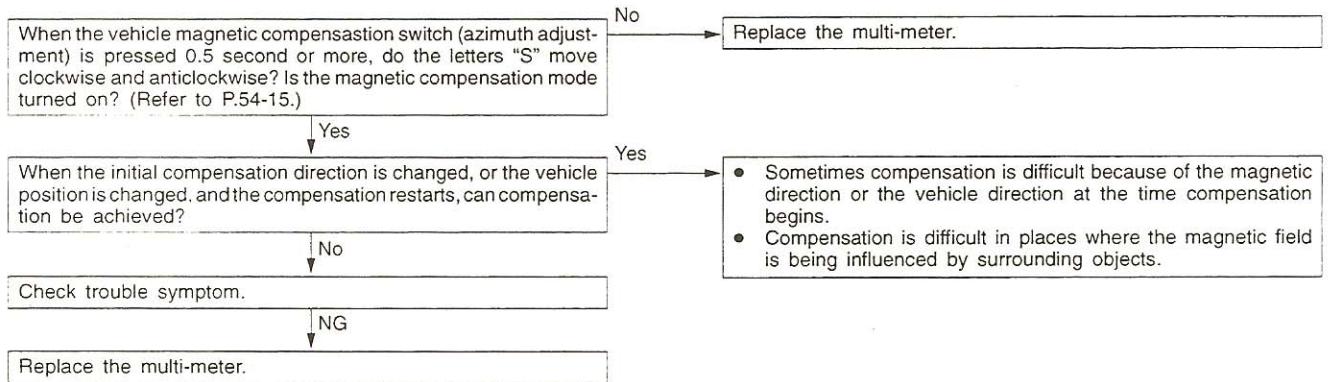 When the vehicle magnetic compensastion switch (azimuth adjust-
ment) is pressed 0.5 second or more, do the letters “S” move
clockwise and anticlockwise? Is the magnetic compensation mode
turned on? (Refer to P.54-15.)
No
Replace the multi-meter.
Yes
When the initial compensation direction is changed, or the vehicle
position is changed, and the compensation restarts, can compensa-
tion be achieved?
Yes
● Sometimes compensation is difficult because of the magnetic
direction or the vehicle direction at the time compensation
begins.
● Compensation is difficult in places where the magnetic field
is being influenced by surrounding objects.
No
Check trouble symptom.
NG
Replace the multi-meter.